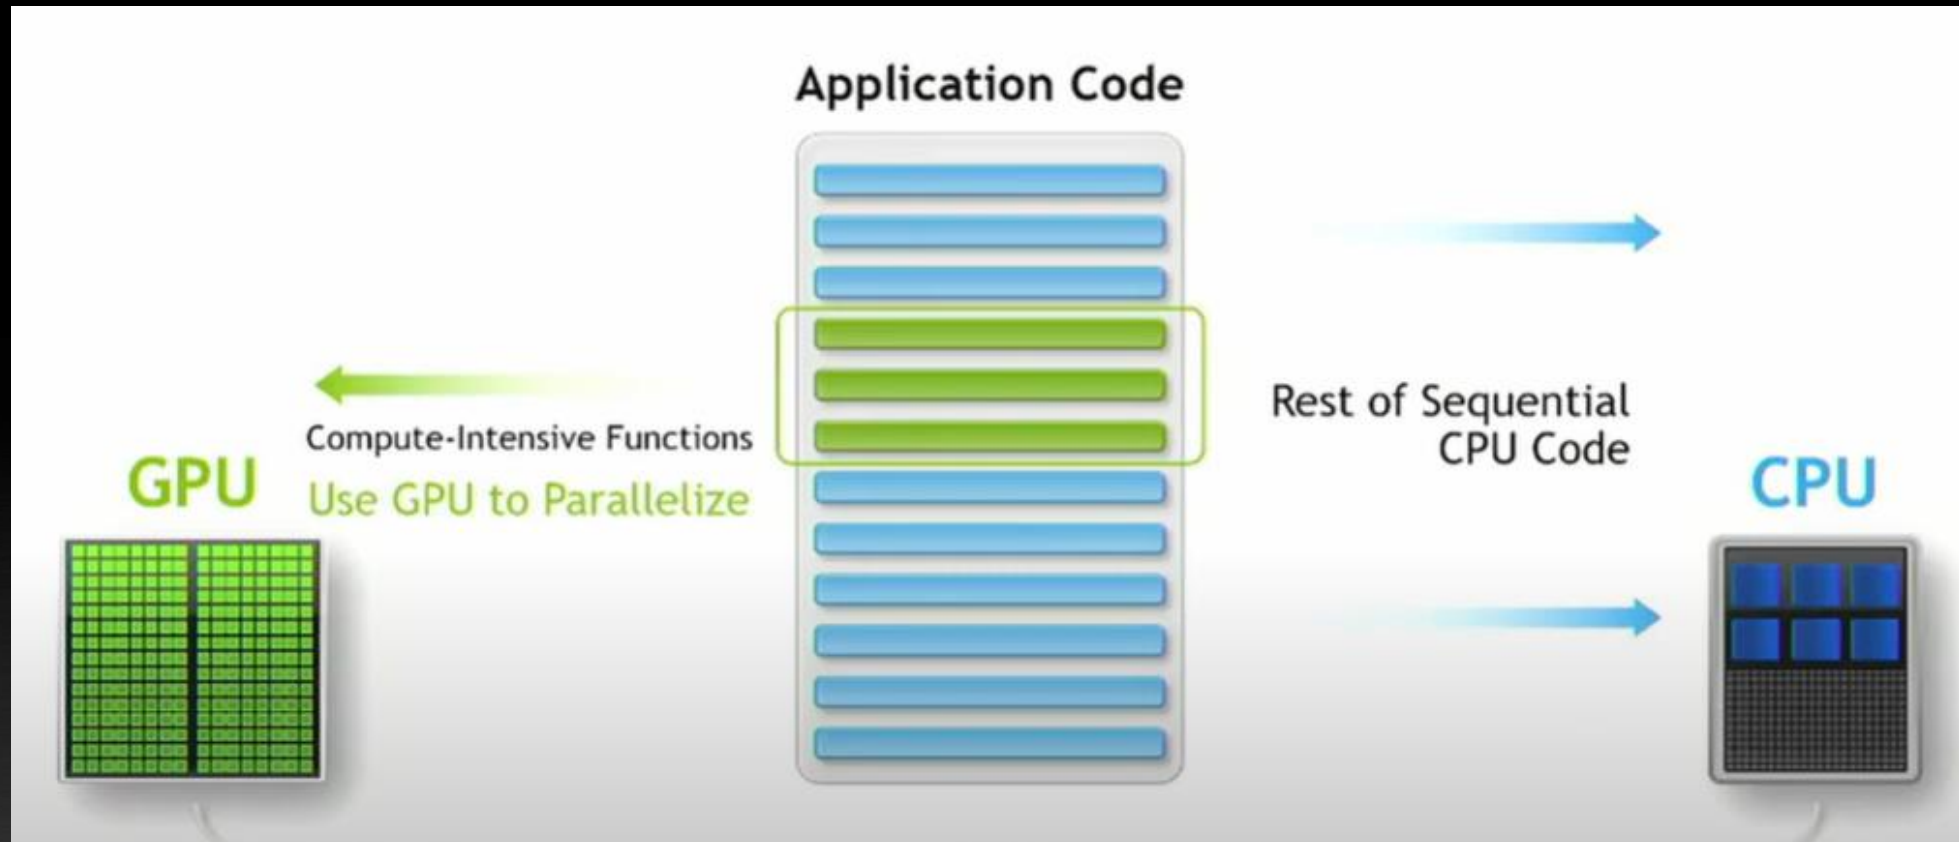 Application Code
Compute-Intensive Functions
GPU
Use GPU to Parallelize
Rest of Sequential
CPU Code
CPU